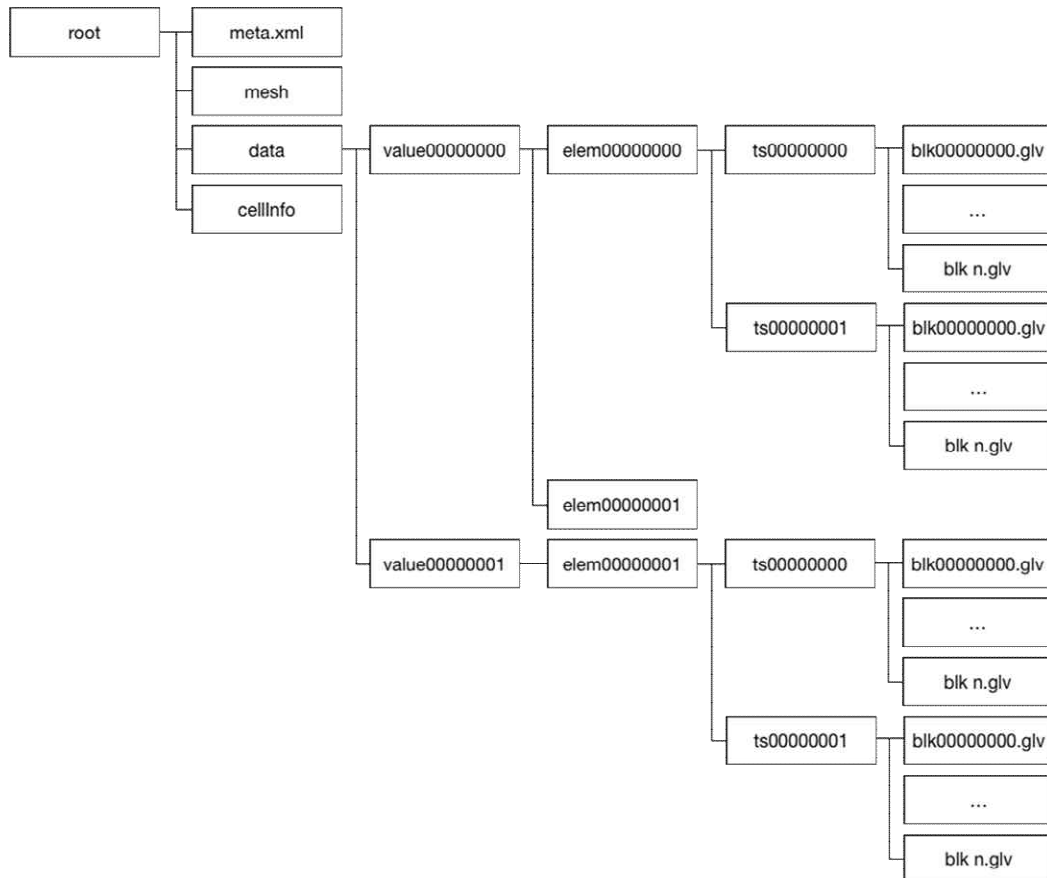 root
meta.xml
mesh
data
value00000000
elem00000000
ts00000000
blk00000000.glv
cellInfo
...
blk n.glv
ts00000001
blk00000000.glv
...
blk n.glv
elem00000001
value00000001
elem00000001
ts00000000
blk00000000.glv
...
blk n.glv
ts00000001
blk00000000.glv
...
blk n.glv